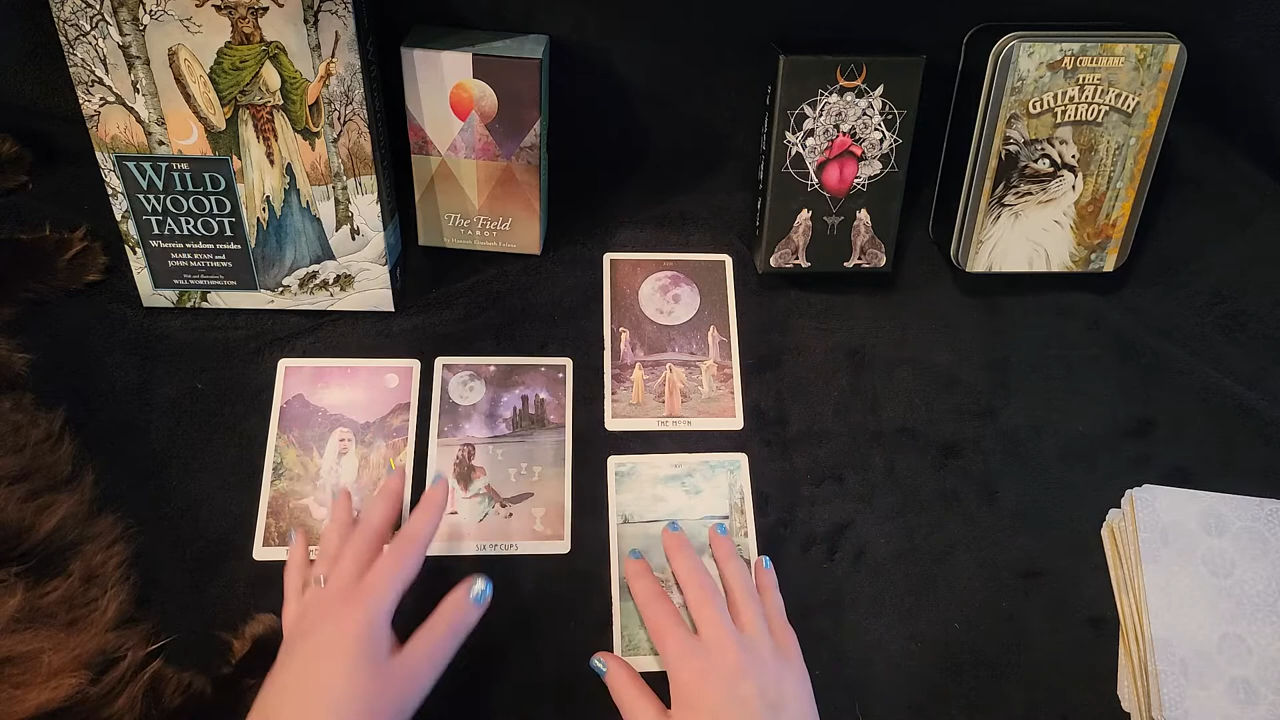 THE
WILD
WOOD
TAROT
Wherein wisdom resides
MARK RYAN and
JOHN MATTHEWS
WILL WORTHINGTON
The Field
TAROT
AJ CULLINANE
THE
GRIMALKIN
TAROT
THE MOON
SIX OF CUPS
XVI